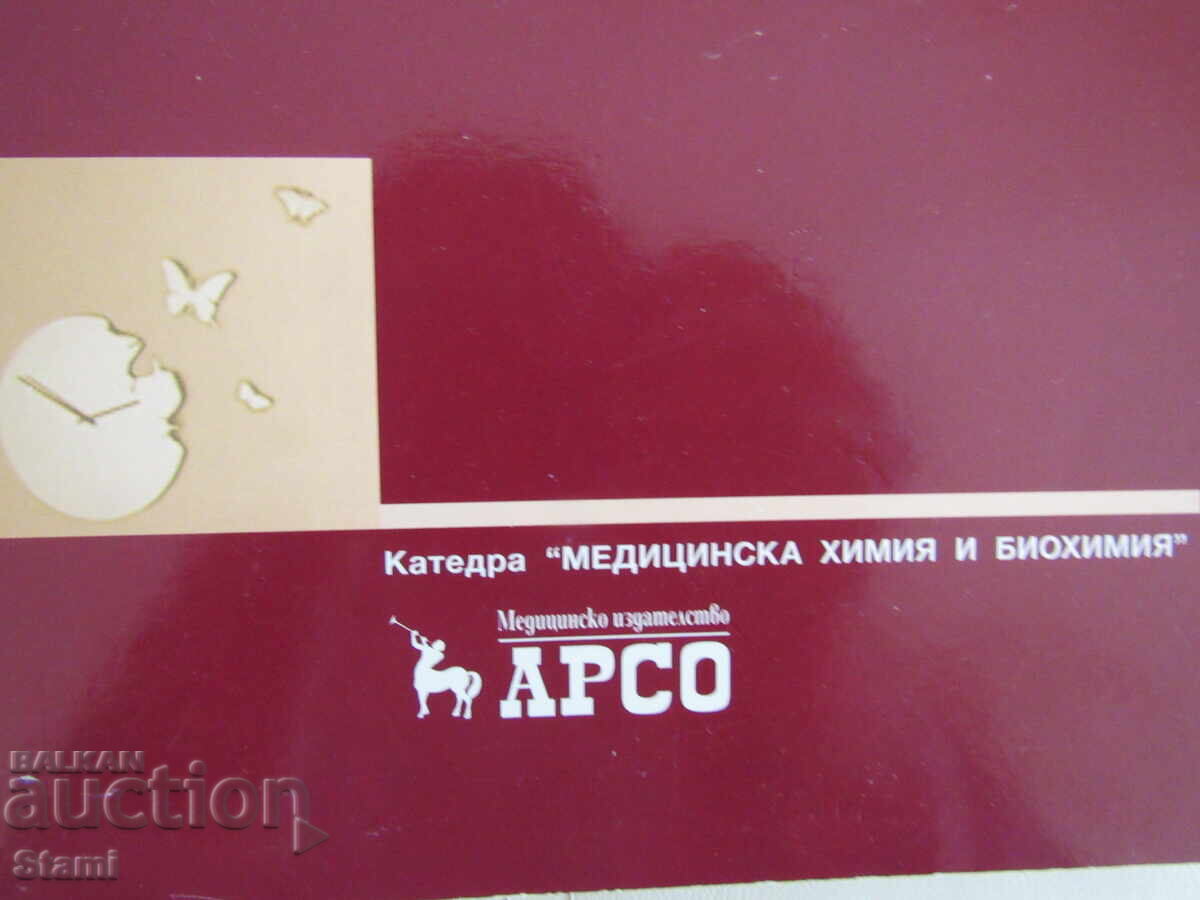 Катедра “МЕДИЦИНСКА ХИМИЯ И БИОХИМИЯ”
Медицинско издателство
АРСО
BALKAN
auction
Stami